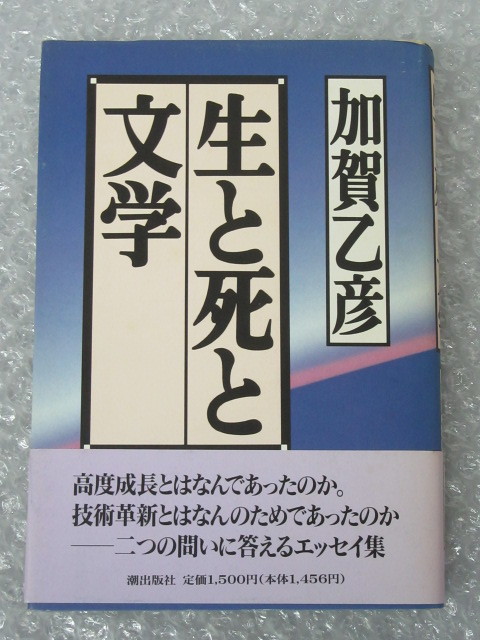 加賀乙彦
生と死と
文学
高度成長とはなんであったのか。
技術革新とはなんのためであったのか
——二つの問いに答えるエッセイ集
潮出版社 定価1,500円(本体1,456円)